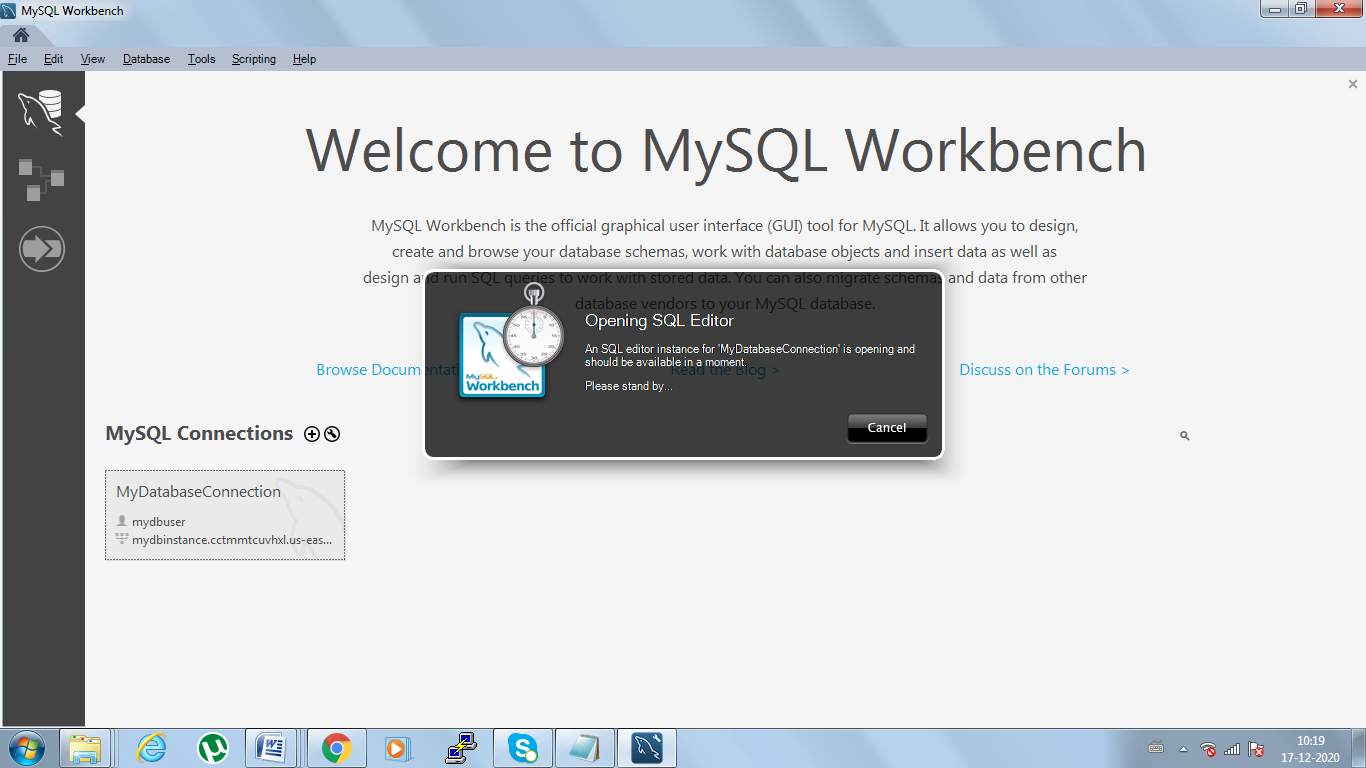 MySQL Workbench
File Edit View Database Tools Scripting Help
Welcome to MySQL Workbench
MySQL Workbench is the official graphical user interface (GUI) tool for MySQL. It allows you to design,
create and browse your database schemas, work with database objects and insert data as well as
design and run SQL queries to work with stored data. You can also migrate schemas and data from other
database vendors to your MySQL database.
Browse Documentati
Read the Blog >
Discuss on the Forums >
Opening SQL Editor
An SQL editor instance for 'MyDatabaseConnection' is opening and
should be available in a moment.
Please stand by...
MySQL
Workbench
Cancel
MySQL Connections
MyDatabaseConnection
mydbuser
mydbinstance.cctmmtcuvhxl.us-eas...
10:19
17-12-2020